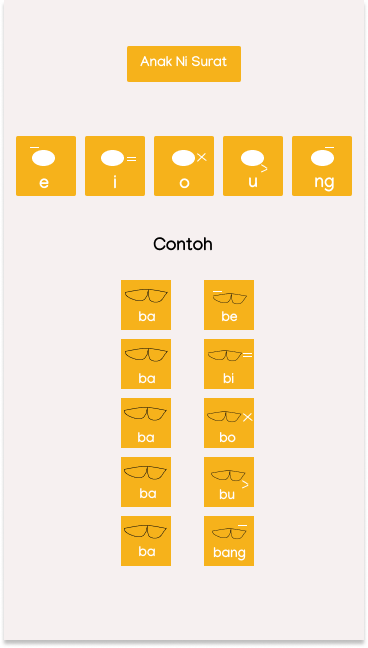 Anak Ni Surat
e i o u ng
Contoh
ba be
ba bi
ba bo
ba bu
ba bang